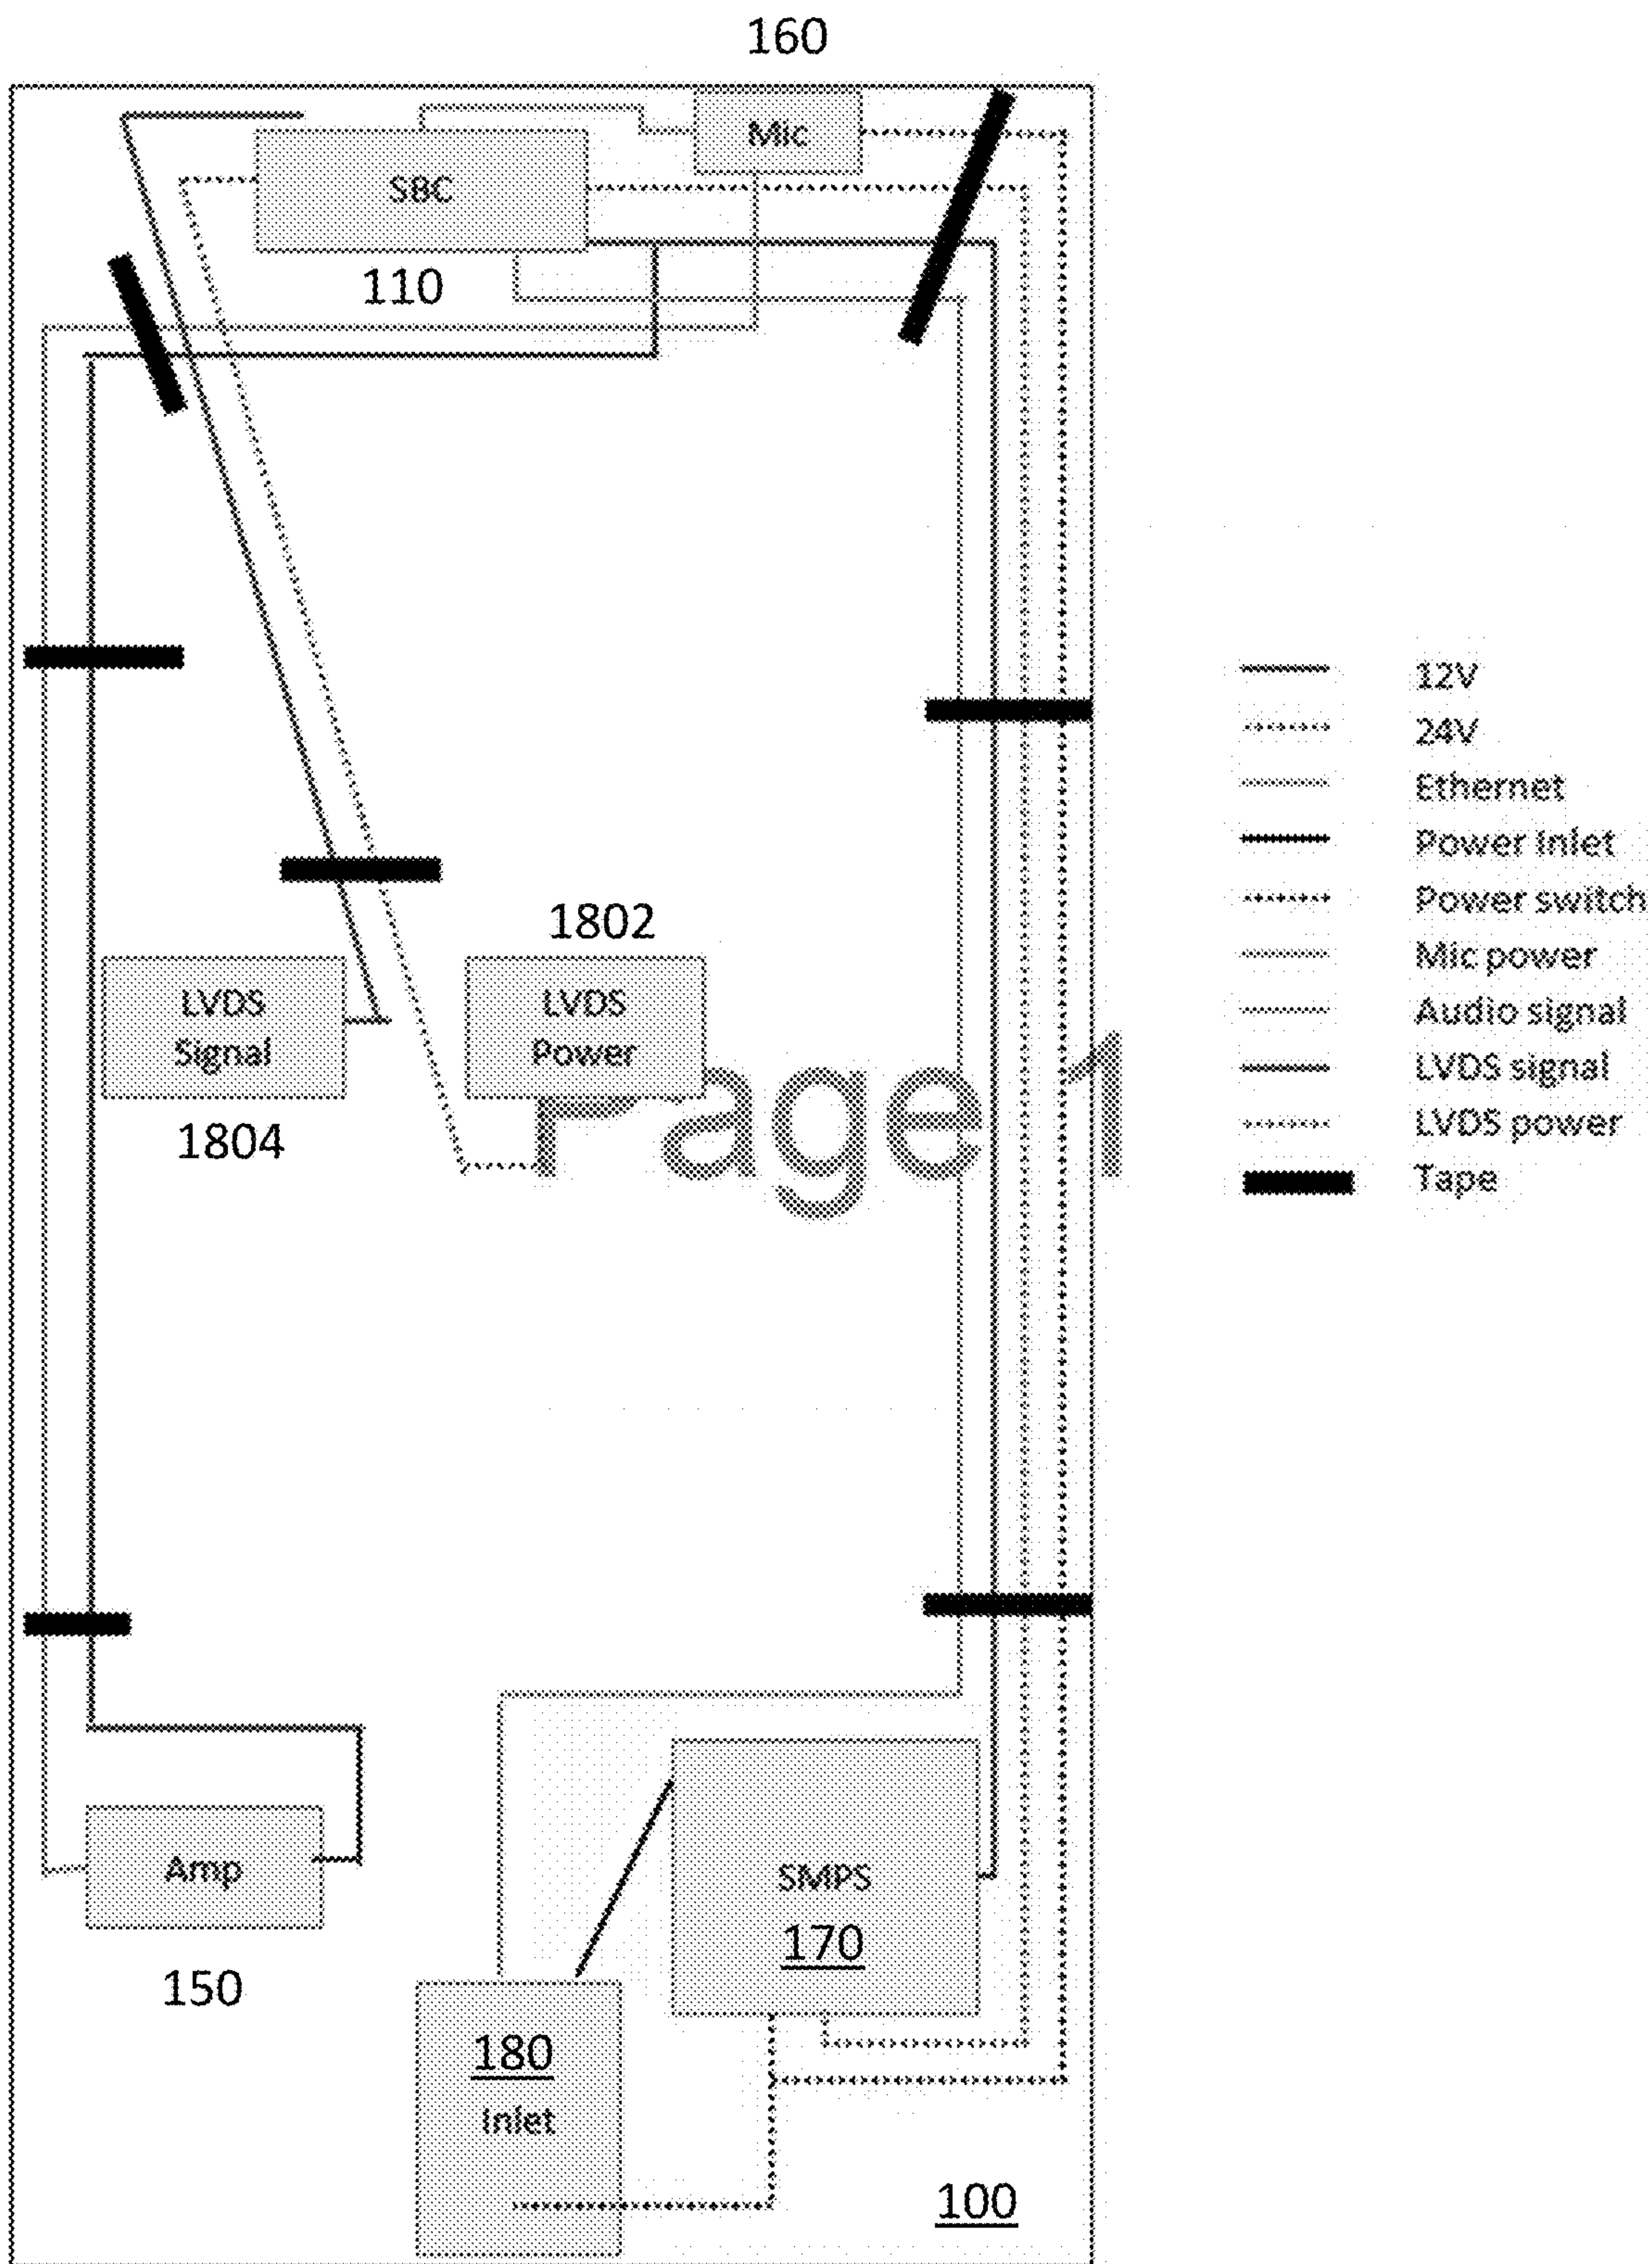 160
Mic
SBC
110
12V
24V
Ethernet
Power Inlet
Power switch
Mic power
Audio signal
LVDS signal
LVDS power
Tape
1802
LVDS
Signal
LVDS
Power
1804
Page 1
Amp
150
SMPS
170
180
Inlet
100